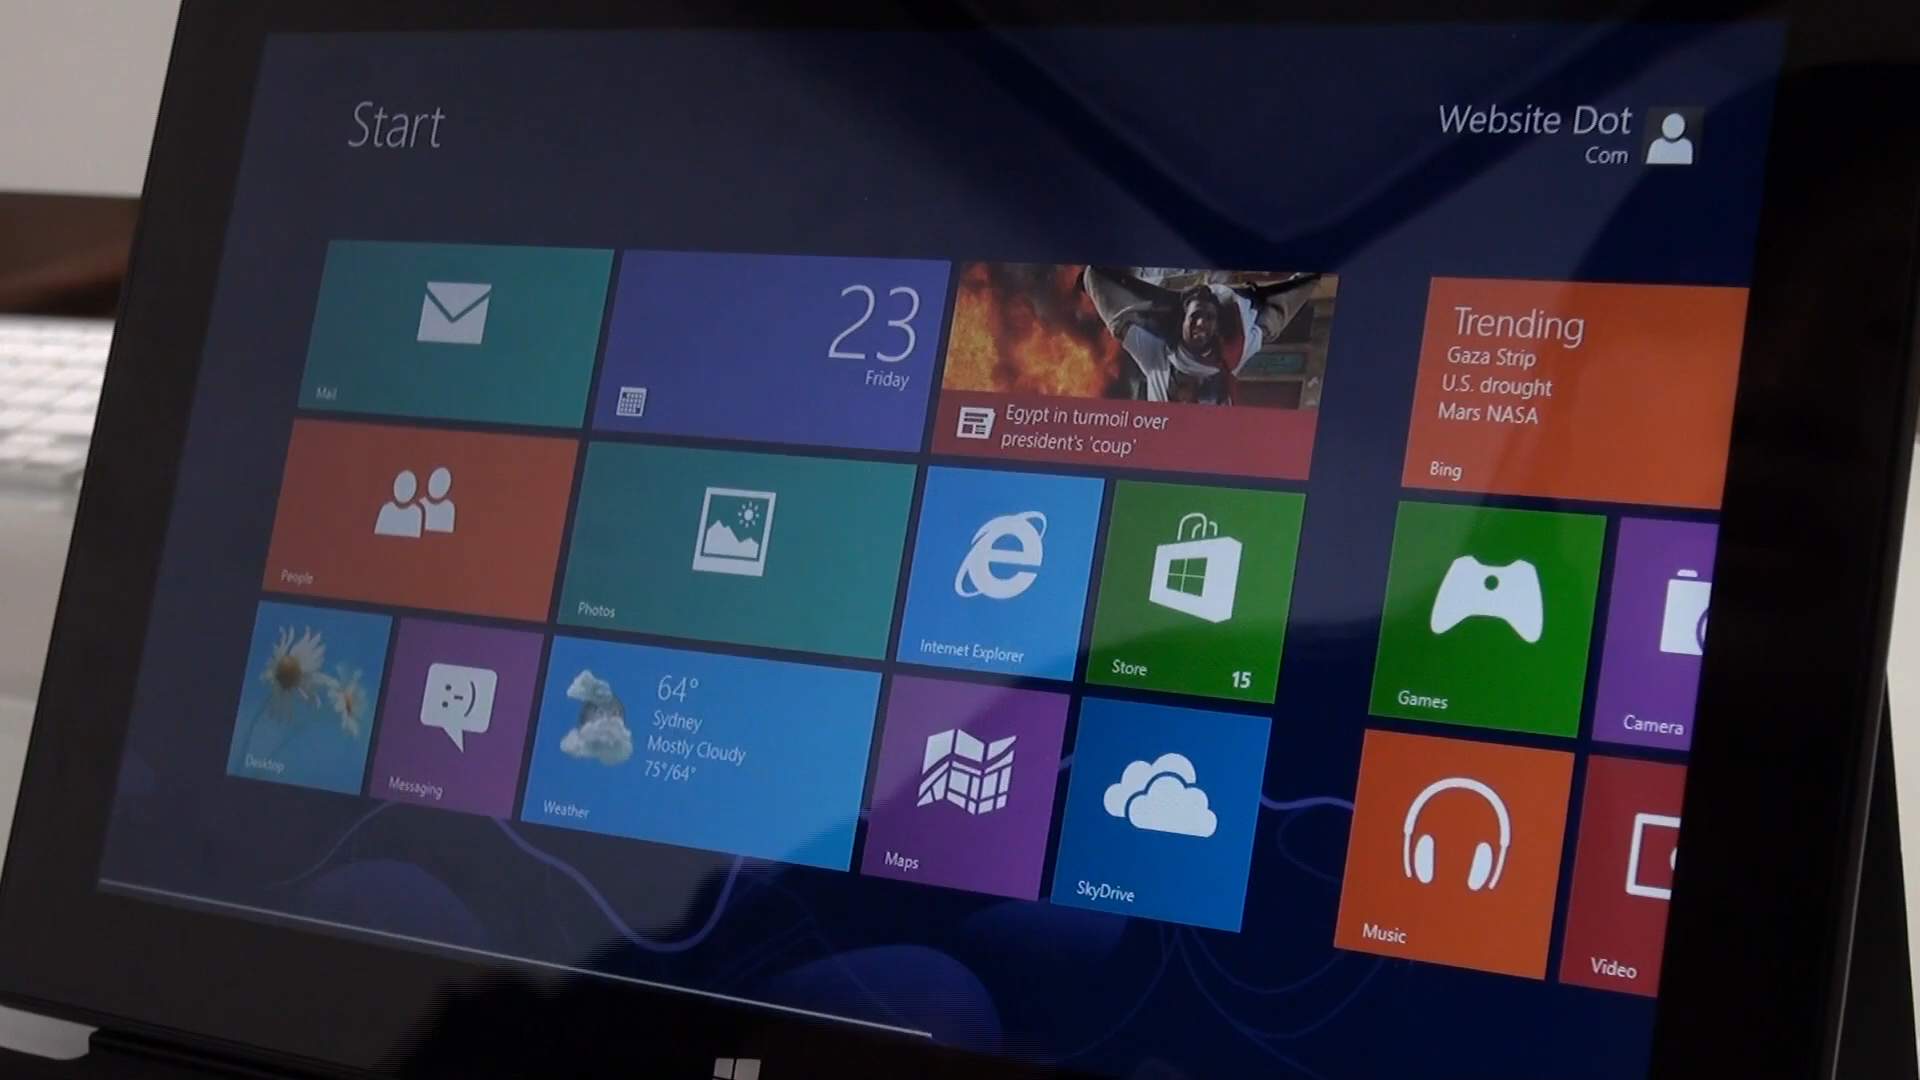 Start
Website Dot
Com
Mail
23
Friday
Egypt in turmoil over
president's 'coup'
Trending
Gaza Strip
U.S. drought
Mars NASA
Bing
People
Photos
Internet Explorer
Store
15
Games
Camera
Desktop
Messaging
64°
Sydney
Mostly Cloudy
75°/64°
Weather
Maps
SkyDrive
Music
Video